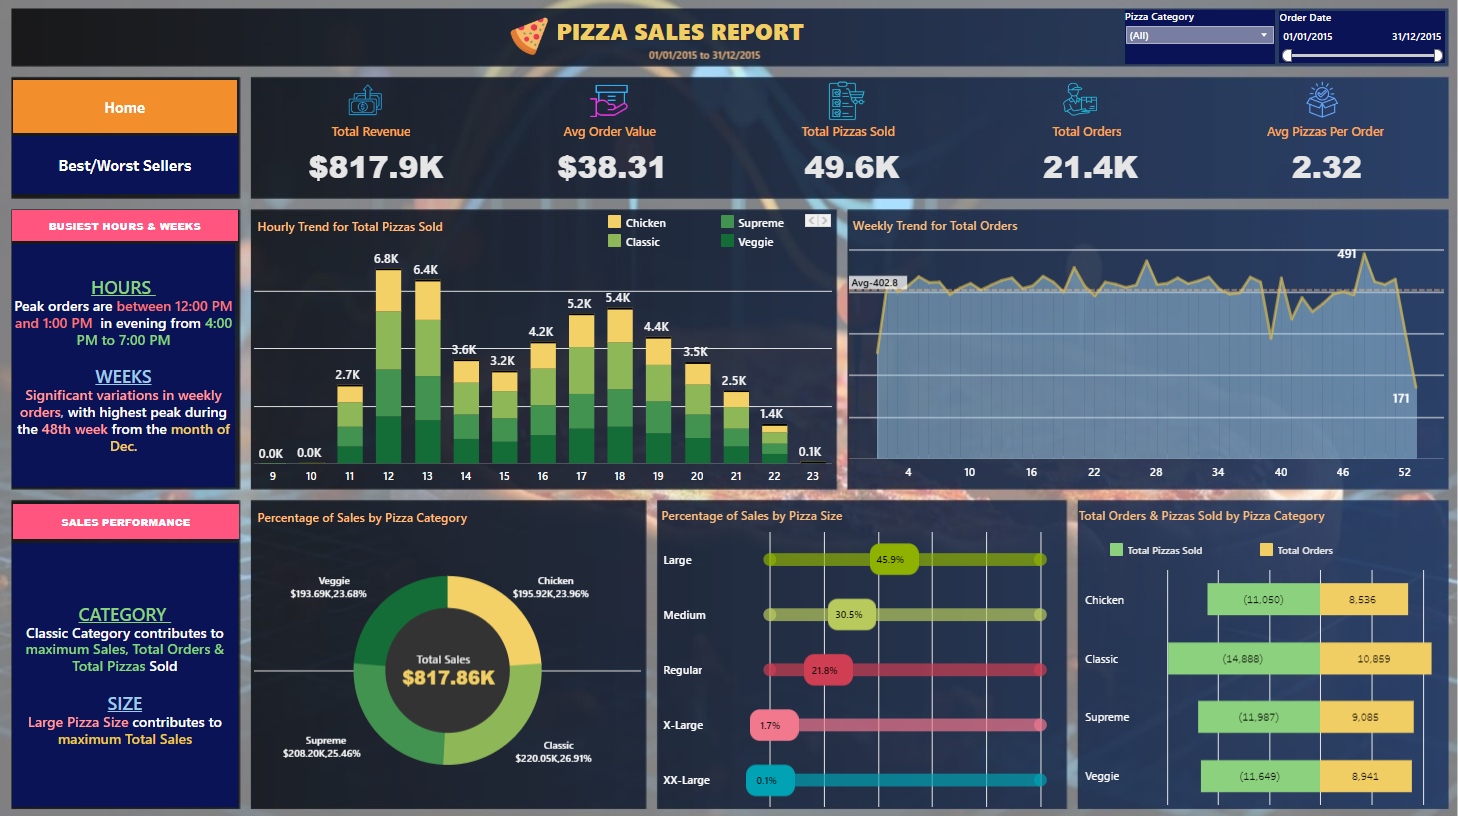 PIZZA SALES REPORT
01/01/2015 to 31/12/2015
Pizza Category
(All)
Order Date
01/01/2015 31/12/2015
Home
Best/Worst Sellers
Total Revenue
$817.9K
Avg Order Value
$38.31
Total Pizzas Sold
49.6K
Total Orders
21.4K
Avg Pizzas Per Order
2.32
BUSIEST HOURS & WEEKS
HOURS
Peak orders are between 12:00 PM
and 1:00 PM in evening from 4:00
PM to 7:00 PM
WEEKS
Significant variations in weekly
orders, with highest peak during
the 48th week from the month of
Dec.
Hourly Trend for Total Pizzas Sold
Chicken Supreme
Classic Veggie
0.0K 0.0K 2.7K 6.8K 6.4K 3.6K 3.2K 4.2K 5.2K 5.4K 4.4K 3.5K 2.5K 1.4K 0.1K
9 10 11 12 13 14 15 16 17 18 19 20 21 22 23
Weekly Trend for Total Orders
491
Avg-402.8
171
4 10 16 22 28 34 40 46 52
SALES PERFORMANCE
CATEGORY
Classic Category contributes to
maximum Sales, Total Orders &
Total Pizzas Sold
SIZE
Large Pizza Size contributes to
maximum Total Sales
Percentage of Sales by Pizza Category
Veggie
$193.69K,23.68%
Chicken
$195.92K,23.96%
Total Sales
$817.86K
Supreme
$208.20K,25.46%
Classic
$220.05K,26.91%
Percentage of Sales by Pizza Size
Large 45.9%
Medium 30.5%
Regular 21.8%
X-Large 1.7%
XX-Large 0.1%
Total Orders & Pizzas Sold by Pizza Category
Total Pizzas Sold Total Orders
Chicken (11,050) 8,536
Classic (14,888) 10,859
Supreme (11,987) 9,085
Veggie (11,649) 8,941